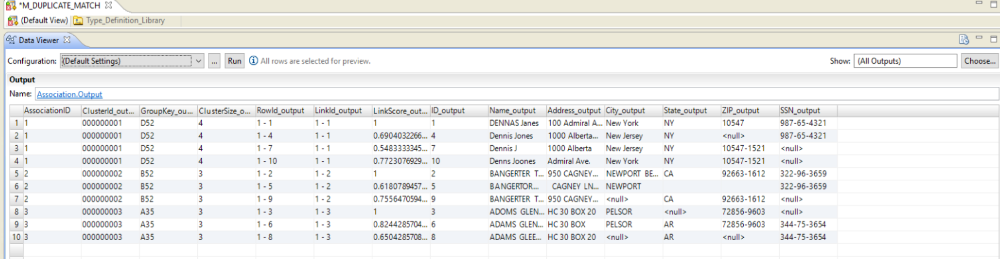 *M_DUPLICATE_MATCH
(Default View) Type_Definition_Library
Data Viewer
Configuration: (Default Settings) ... Run All rows are selected for preview. Show: (All Outputs) Choose...
Output
Name: Association.Output
AssociationID ClusterId_out... GroupKey_ou... ClusterSize_o... RowId_output LinkId_output LinkScore_out... ID_output Name_output Address_output City_output State_output ZIP_output SSN_output
1 1 000000001 D52 4 1 - 1 1 - 1 1 1 DENNAS Janes 100 Admiral A... New York NY 10547 987-65-4321
2 1 000000001 D52 4 1 - 4 1 - 1 0.6904032266... 4 Dennis Jones 1000 Alberta... New Jersey NY <null> 987-65-4321
3 1 000000001 D52 4 1 - 7 1 - 1 0.5483333345... 7 Dennis J 1000 Alberta New Jersey NY 10547-1521 <null>
4 1 000000001 D52 4 1 - 10 1 - 1 0.7723076929... 10 Denns Joones Admiral Ave. New York NY 10547-1521 <null>
5 2 000000002 B52 3 1 - 2 1 - 2 1 2 BANGERTER T... 950 CAGNEY... NEWPORT BE... CA 92663-1612 322-96-3659
6 2 000000002 B52 3 1 - 5 1 - 2 0.6180789457... 5 BANGERTOR... CAGNEY LN... NEWPORT 322-96-3659
7 2 000000002 B52 3 1 - 9 1 - 2 0.7556470594... 9 BANGERTER T... 950 CAGNEY... <null> CA 92663-1612 <null>
8 3 000000003 A35 3 1 - 3 1 - 3 1 3 ADOMS GLEN... HC 30 BOX 20 PELSOR <null> 72856-9603 <null>
9 3 000000003 A35 3 1 - 6 1 - 3 0.8244285704... 6 ADAMS GLEN... HC 30 BOX PELSOR AR 72856-9603 344-75-3654
10 3 000000003 A35 3 1 - 8 1 - 3 0.6504285708... 8 ADAMS GLEE... HC 30 BOX 20 <null> AR <null> 344-75-3654